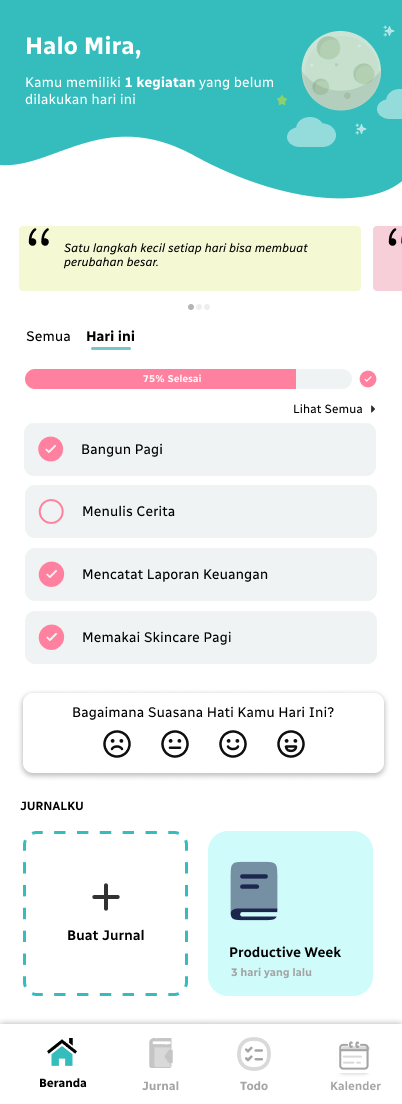 Halo Mira,
Kamu memiliki 1 kegiatan yang belum
dilakukan hari ini
“
Satu langkah kecil setiap hari bisa membuat
perubahan besar.
“
Semua
Hari ini
75% Selesai
Lihat Semua
Bangun Pagi
Menulis Cerita
Mencatat Laporan Keuangan
Memakai Skincare Pagi
Bagaimana Suasana Hati Kamu Hari Ini?
JURNALKU
Buat Jurnal
Productive Week
3 hari yang lalu
Beranda
Jurnal
Todo
Kalender